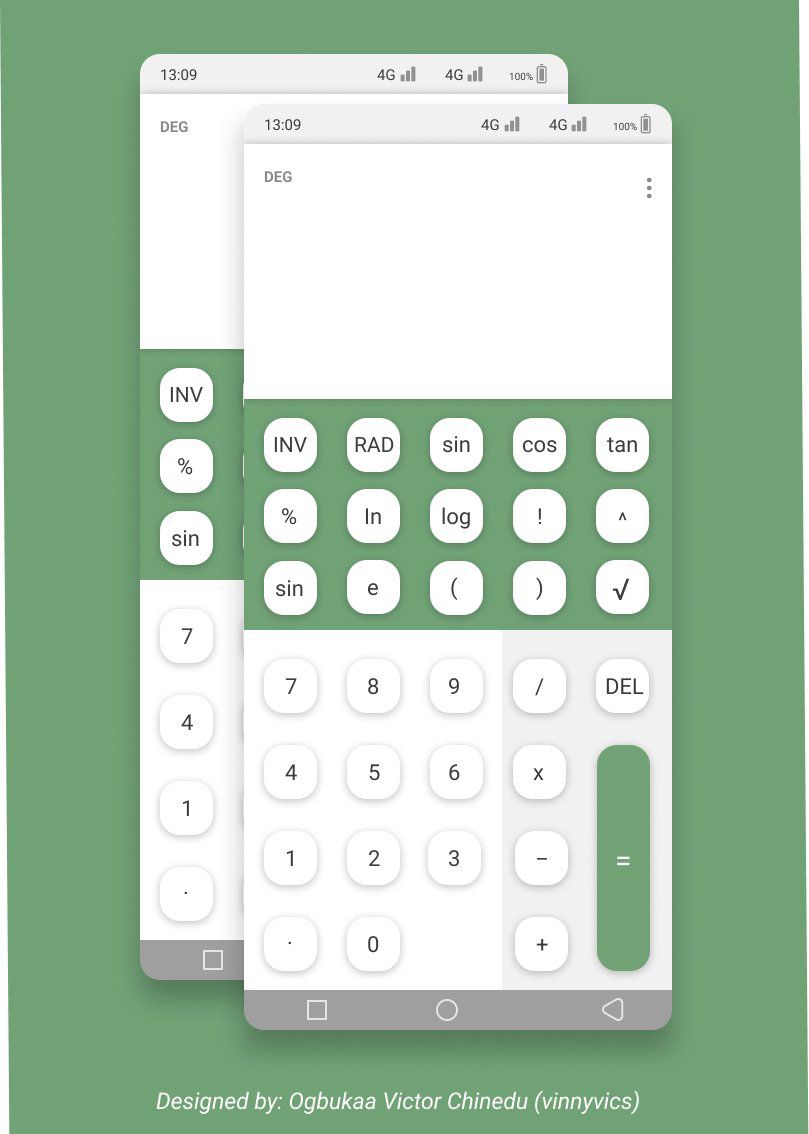 13:09 4G 4G 100%
DEG
INV
%
sin
7
4
1
.
13:09 4G 4G 100%
DEG
INV RAD sin cos tan
% In log ! ^
sin e ( ) √
7 8 9 / DEL
4 5 6 x
1 2 3 − =
. 0 +
Designed by: Ogbukaa Victor Chinedu (vinnyvics)